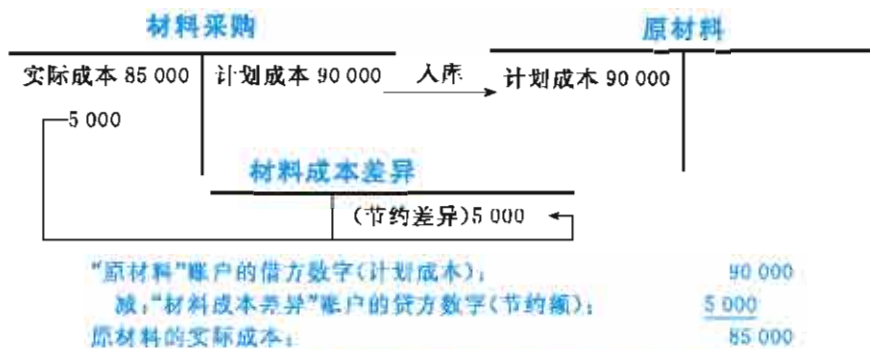 材料采购
原材料
实际成本 85 000 计划成本 90 000 入库 计划成本 90 000
5 000
材料成本差异
(节约差异)5 000
“原材料”账户的借方数字(计划成本): 90 000
减:“材料成本差异”账户的贷方数字(节约额): 5 000
原材料的实际成本: 85 000